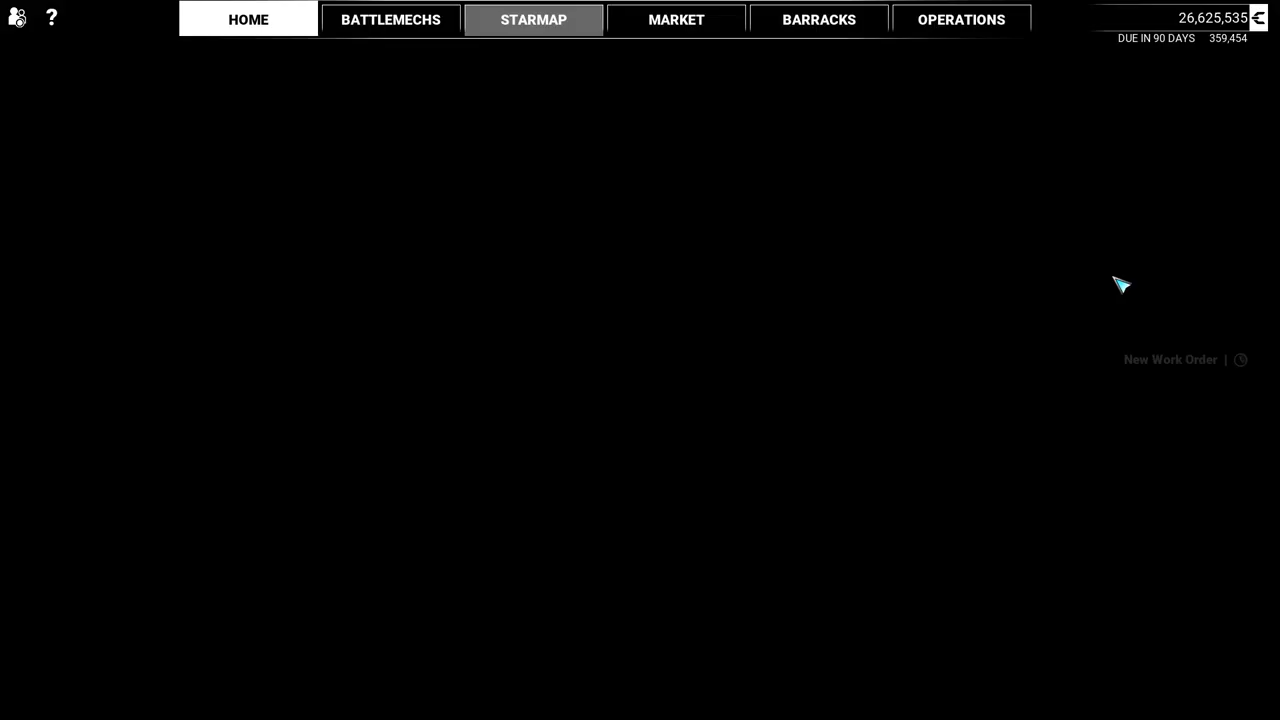 ?
HOME
BATTLEMECHS
STARMAP
MARKET
BARRACKS
OPERATIONS
26,625,535
DUE IN 90 DAYS 359,454
New Work Order |